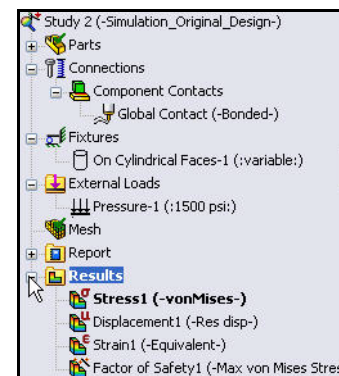 Study 2 (-Simulation_Original_Design-)
Parts
Connections
Component Contacts
Global Contact (-Bonded-)
Fixtures
On Cylindrical Faces-1 (:variable:)
External Loads
Pressure-1 (:1500 psi:)
Mesh
Report
Results
σ Stress1 (-vonMises-)
U Displacement1 (-Res disp-)
E Strain1 (-Equivalent-)
Factor of Safety1 (-Max von Mises Stres